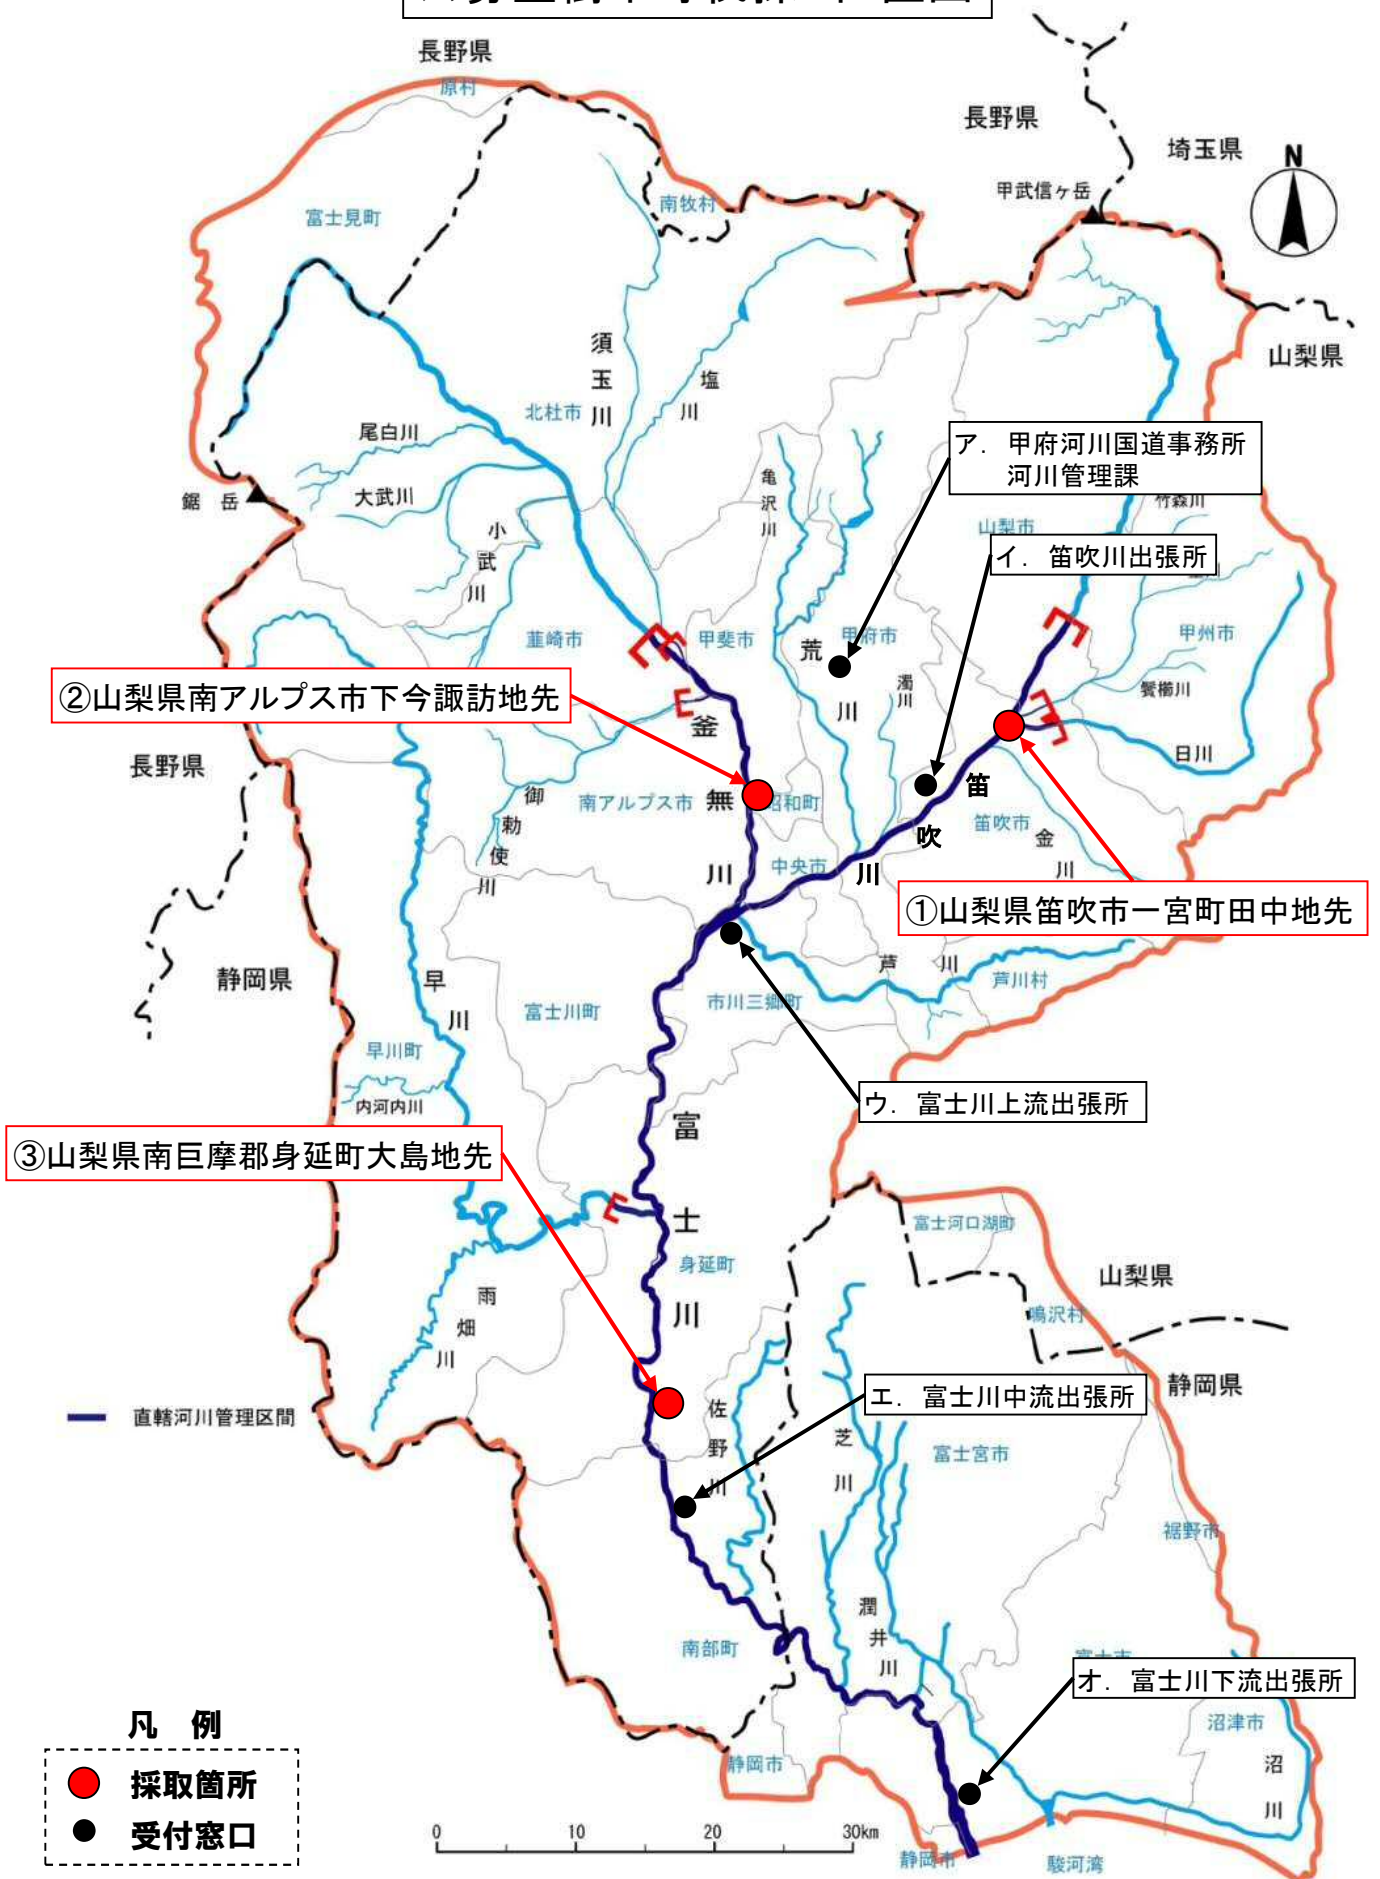 長野県
原村
長野県
埼玉県
N
甲武信ヶ岳
富士見町
南牧村
山梨県
須玉川
塩川
北杜市
尾白川
大武川
鋸岳
小武川
亀沢川
ア. 甲府河川国道事務所
河川管理課
竹森川
山梨市
イ. 笛吹川出張所
韮崎市
甲斐市
荒川
甲府市
濁川
甲州市
鬢櫛川
日川
②山梨県南アルプス市下今諏訪地先
釜無川
長野県
御勅使川
南アルプス市
昭和町
笛吹川
笛吹市
金川
中央市
①山梨県笛吹市一宮町田中地先
静岡県
早川
富士川町
市川三郷町
芦川
芦川村
早川町
内河内川
ウ. 富士川上流出張所
③山梨県南巨摩郡身延町大島地先
富士川
富士河口湖町
身延町
山梨県
鳴沢村
雨畑川
静岡県
直轄河川管理区間
佐野川
エ. 富士川中流出張所
芝川
富士宮市
裾野市
潤井川
南部町
富士市
オ. 富士川下流出張所
沼津市
沼川
静岡市
凡 例
採取箇所
受付窓口
0 10 20 30km
静岡市
駿河湾